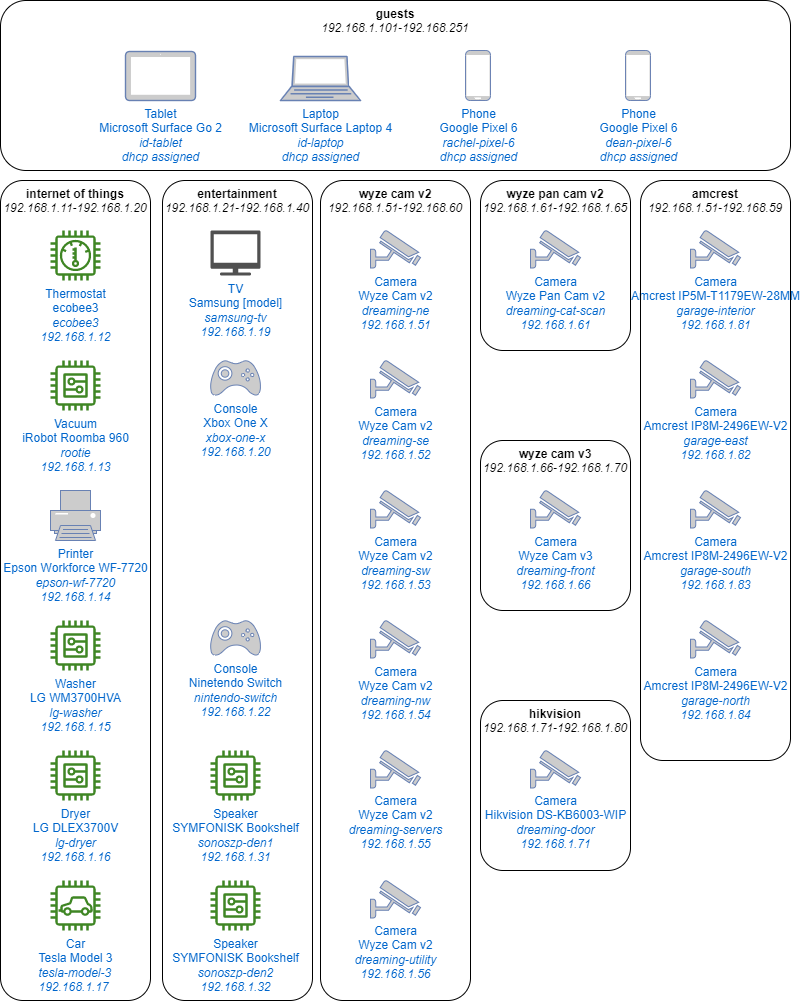 guests
192.168.1.101-192.168.251
Tablet
Microsoft Surface Go 2
id-tablet
dhcp assigned
Laptop
Microsoft Surface Laptop 4
id-laptop
dhcp assigned
Phone
Google Pixel 6
rachel-pixel-6
dhcp assigned
Phone
Google Pixel 6
dean-pixel-6
dhcp assigned
internet of things
192.168.1.11-192.168.1.20
Thermostat
ecobee3
ecobee3
192.168.1.12
Vacuum
iRobot Roomba 960
rootie
192.168.1.13
Printer
Epson Workforce WF-7720
epson-wf-7720
192.168.1.14
Washer
LG WM3700HVA
lg-washer
192.168.1.15
Dryer
LG DLEX3700V
lg-dryer
192.168.1.16
Car
Tesla Model 3
tesla-model-3
192.168.1.17
entertainment
192.168.1.21-192.168.1.40
TV
Samsung [model]
samsung-tv
192.168.1.19
Console
Xbox One X
xbox-one-x
192.168.1.20
Console
Ninetendo Switch
nintendo-switch
192.168.1.22
Speaker
SYMFONISK Bookshelf
sonoszp-den1
192.168.1.31
Speaker
SYMFONISK Bookshelf
sonoszp-den2
192.168.1.32
wyze cam v2
192.168.1.51-192.168.60
Camera
Wyze Cam v2
dreaming-ne
192.168.1.51
Camera
Wyze Cam v2
dreaming-se
192.168.1.52
Camera
Wyze Cam v2
dreaming-sw
192.168.1.53
Camera
Wyze Cam v2
dreaming-nw
192.168.1.54
Camera
Wyze Cam v2
dreaming-servers
192.168.1.55
Camera
Wyze Cam v2
dreaming-utility
192.168.1.56
wyze pan cam v2
192.168.1.61-192.168.1.65
Camera
Wyze Pan Cam v2
dreaming-cat-scan
192.168.1.61
wyze cam v3
192.168.1.66-192.168.1.70
Camera
Wyze Cam v3
dreaming-front
192.168.1.66
hikvision
192.168.1.71-192.168.1.80
Camera
Hikvision DS-KB6003-WIP
dreaming-door
192.168.1.71
amcrest
192.168.1.51-192.168.59
Camera
Amcrest IP5M-T1179EW-28MM
garage-interior
192.168.1.81
Camera
Amcrest IP8M-2496EW-V2
garage-east
192.168.1.82
Camera
Amcrest IP8M-2496EW-V2
garage-south
192.168.1.83
Camera
Amcrest IP8M-2496EW-V2
garage-north
192.168.1.84